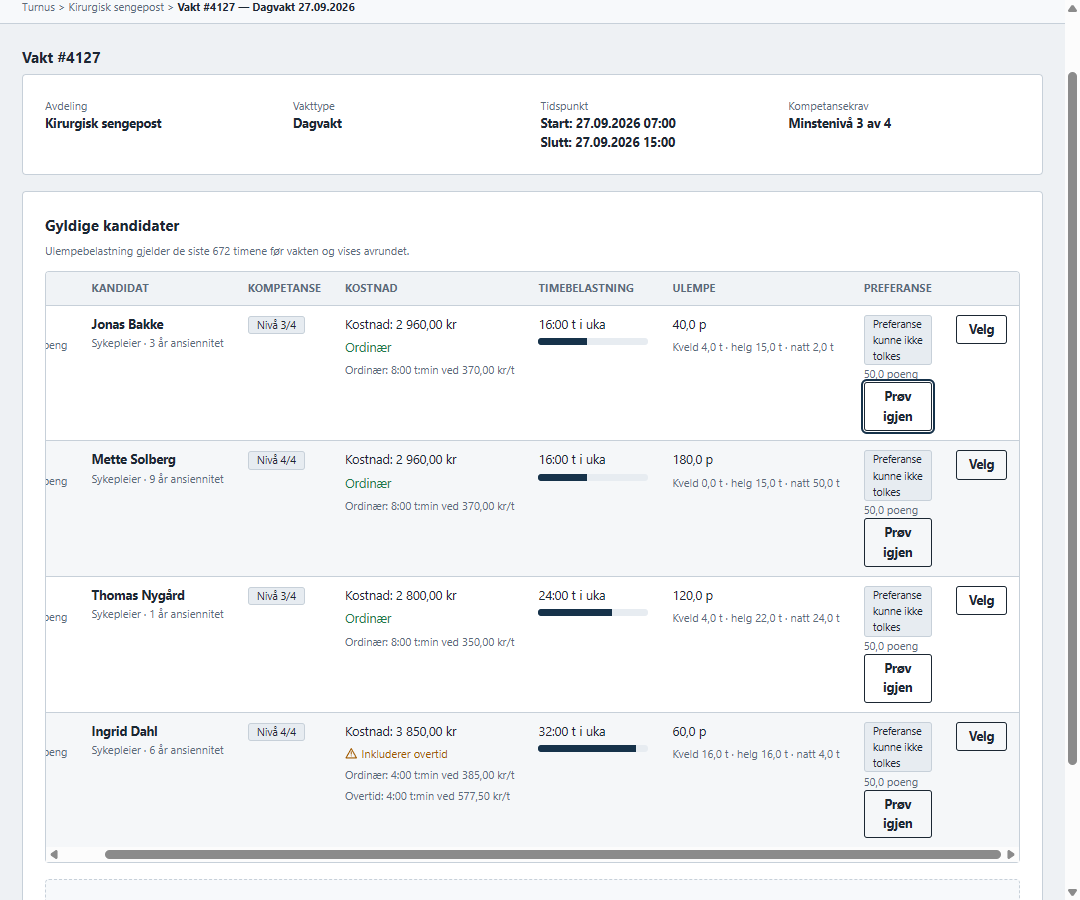 Turnus > Kirurgisk sengepost > Vakt #4127 — Dagvakt 27.09.2026
Vakt #4127
Avdeling
Kirurgisk sengepost
Vakttype
Dagvakt
Tidspunkt
Start: 27.09.2026 07:00
Slutt: 27.09.2026 15:00
Kompetansekrav
Minstenivå 3 av 4
Gyldige kandidater
Ulempebelastning gjelder de siste 672 timene før vakten og vises avrundet.
KANDIDAT KOMPETANSE KOSTNAD TIMEBELASTNING ULEMPE PREFERANSE
Jonas Bakke
Sykepleier · 3 år ansiennitet
Nivå 3/4
Kostnad: 2 960,00 kr
Ordinær
Ordinær: 8:00 t:min ved 370,00 kr/t
16:00 t i uka
40,0 p
Kveld 4,0 t · helg 15,0 t · natt 2,0 t
Preferanse
kunne ikke
tolkes
50,0 poeng
Prøv
igjen
Velg
Mette Solberg
Sykepleier · 9 år ansiennitet
Nivå 4/4
Kostnad: 2 960,00 kr
Ordinær
Ordinær: 8:00 t:min ved 370,00 kr/t
16:00 t i uka
180,0 p
Kveld 0,0 t · helg 15,0 t · natt 50,0 t
Preferanse
kunne ikke
tolkes
50,0 poeng
Prøv
igjen
Velg
Thomas Nygård
Sykepleier · 1 år ansiennitet
Nivå 3/4
Kostnad: 2 800,00 kr
Ordinær
Ordinær: 8:00 t:min ved 350,00 kr/t
24:00 t i uka
120,0 p
Kveld 4,0 t · helg 22,0 t · natt 24,0 t
Preferanse
kunne ikke
tolkes
50,0 poeng
Prøv
igjen
Velg
Ingrid Dahl
Sykepleier · 6 år ansiennitet
Nivå 4/4
Kostnad: 3 850,00 kr
Inkluderer overtid
Ordinær: 4:00 t:min ved 385,00 kr/t
Overtid: 4:00 t:min ved 577,50 kr/t
32:00 t i uka
60,0 p
Kveld 16,0 t · helg 16,0 t · natt 4,0 t
Preferanse
kunne ikke
tolkes
50,0 poeng
Prøv
igjen
Velg